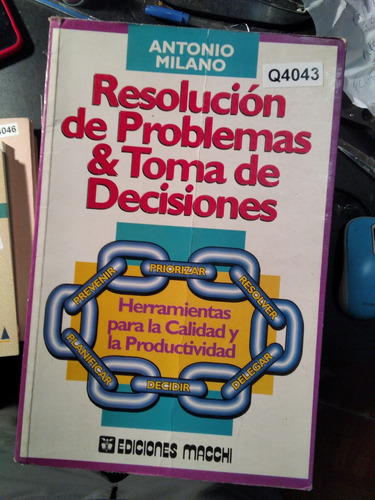 ANTONIO
MILANO
Q4043
Resolución
de Problemas
& Toma de
Decisiones
PREVENIR
PRIORIZAR
RESOLVER
Herramientas
para la Calidad y
la Productividad
PLANIFICAR
DECIDIR
DELEGAR
EDICIONES MACCHI
4046